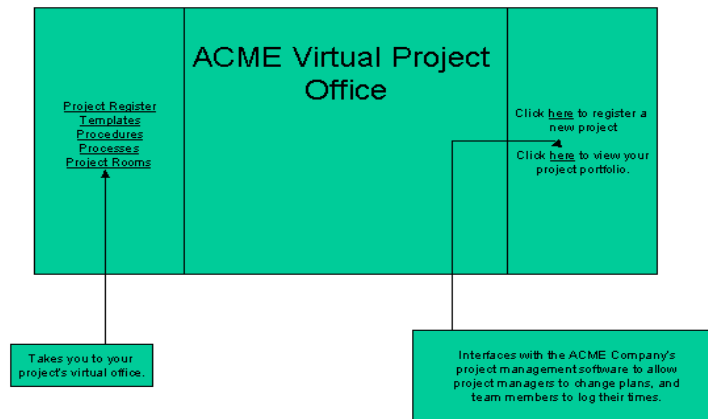 ACME Virtual Project
Office
Project Register
Templates
Procedures
Processes
Project Rooms
Click here to register a
new project
Click here to view your
project portfolio.
Takes you to your
project's virtual office.
Interfaces with the ACME Company's
project management software to allow
project managers to change plans, and
team members to log their times.